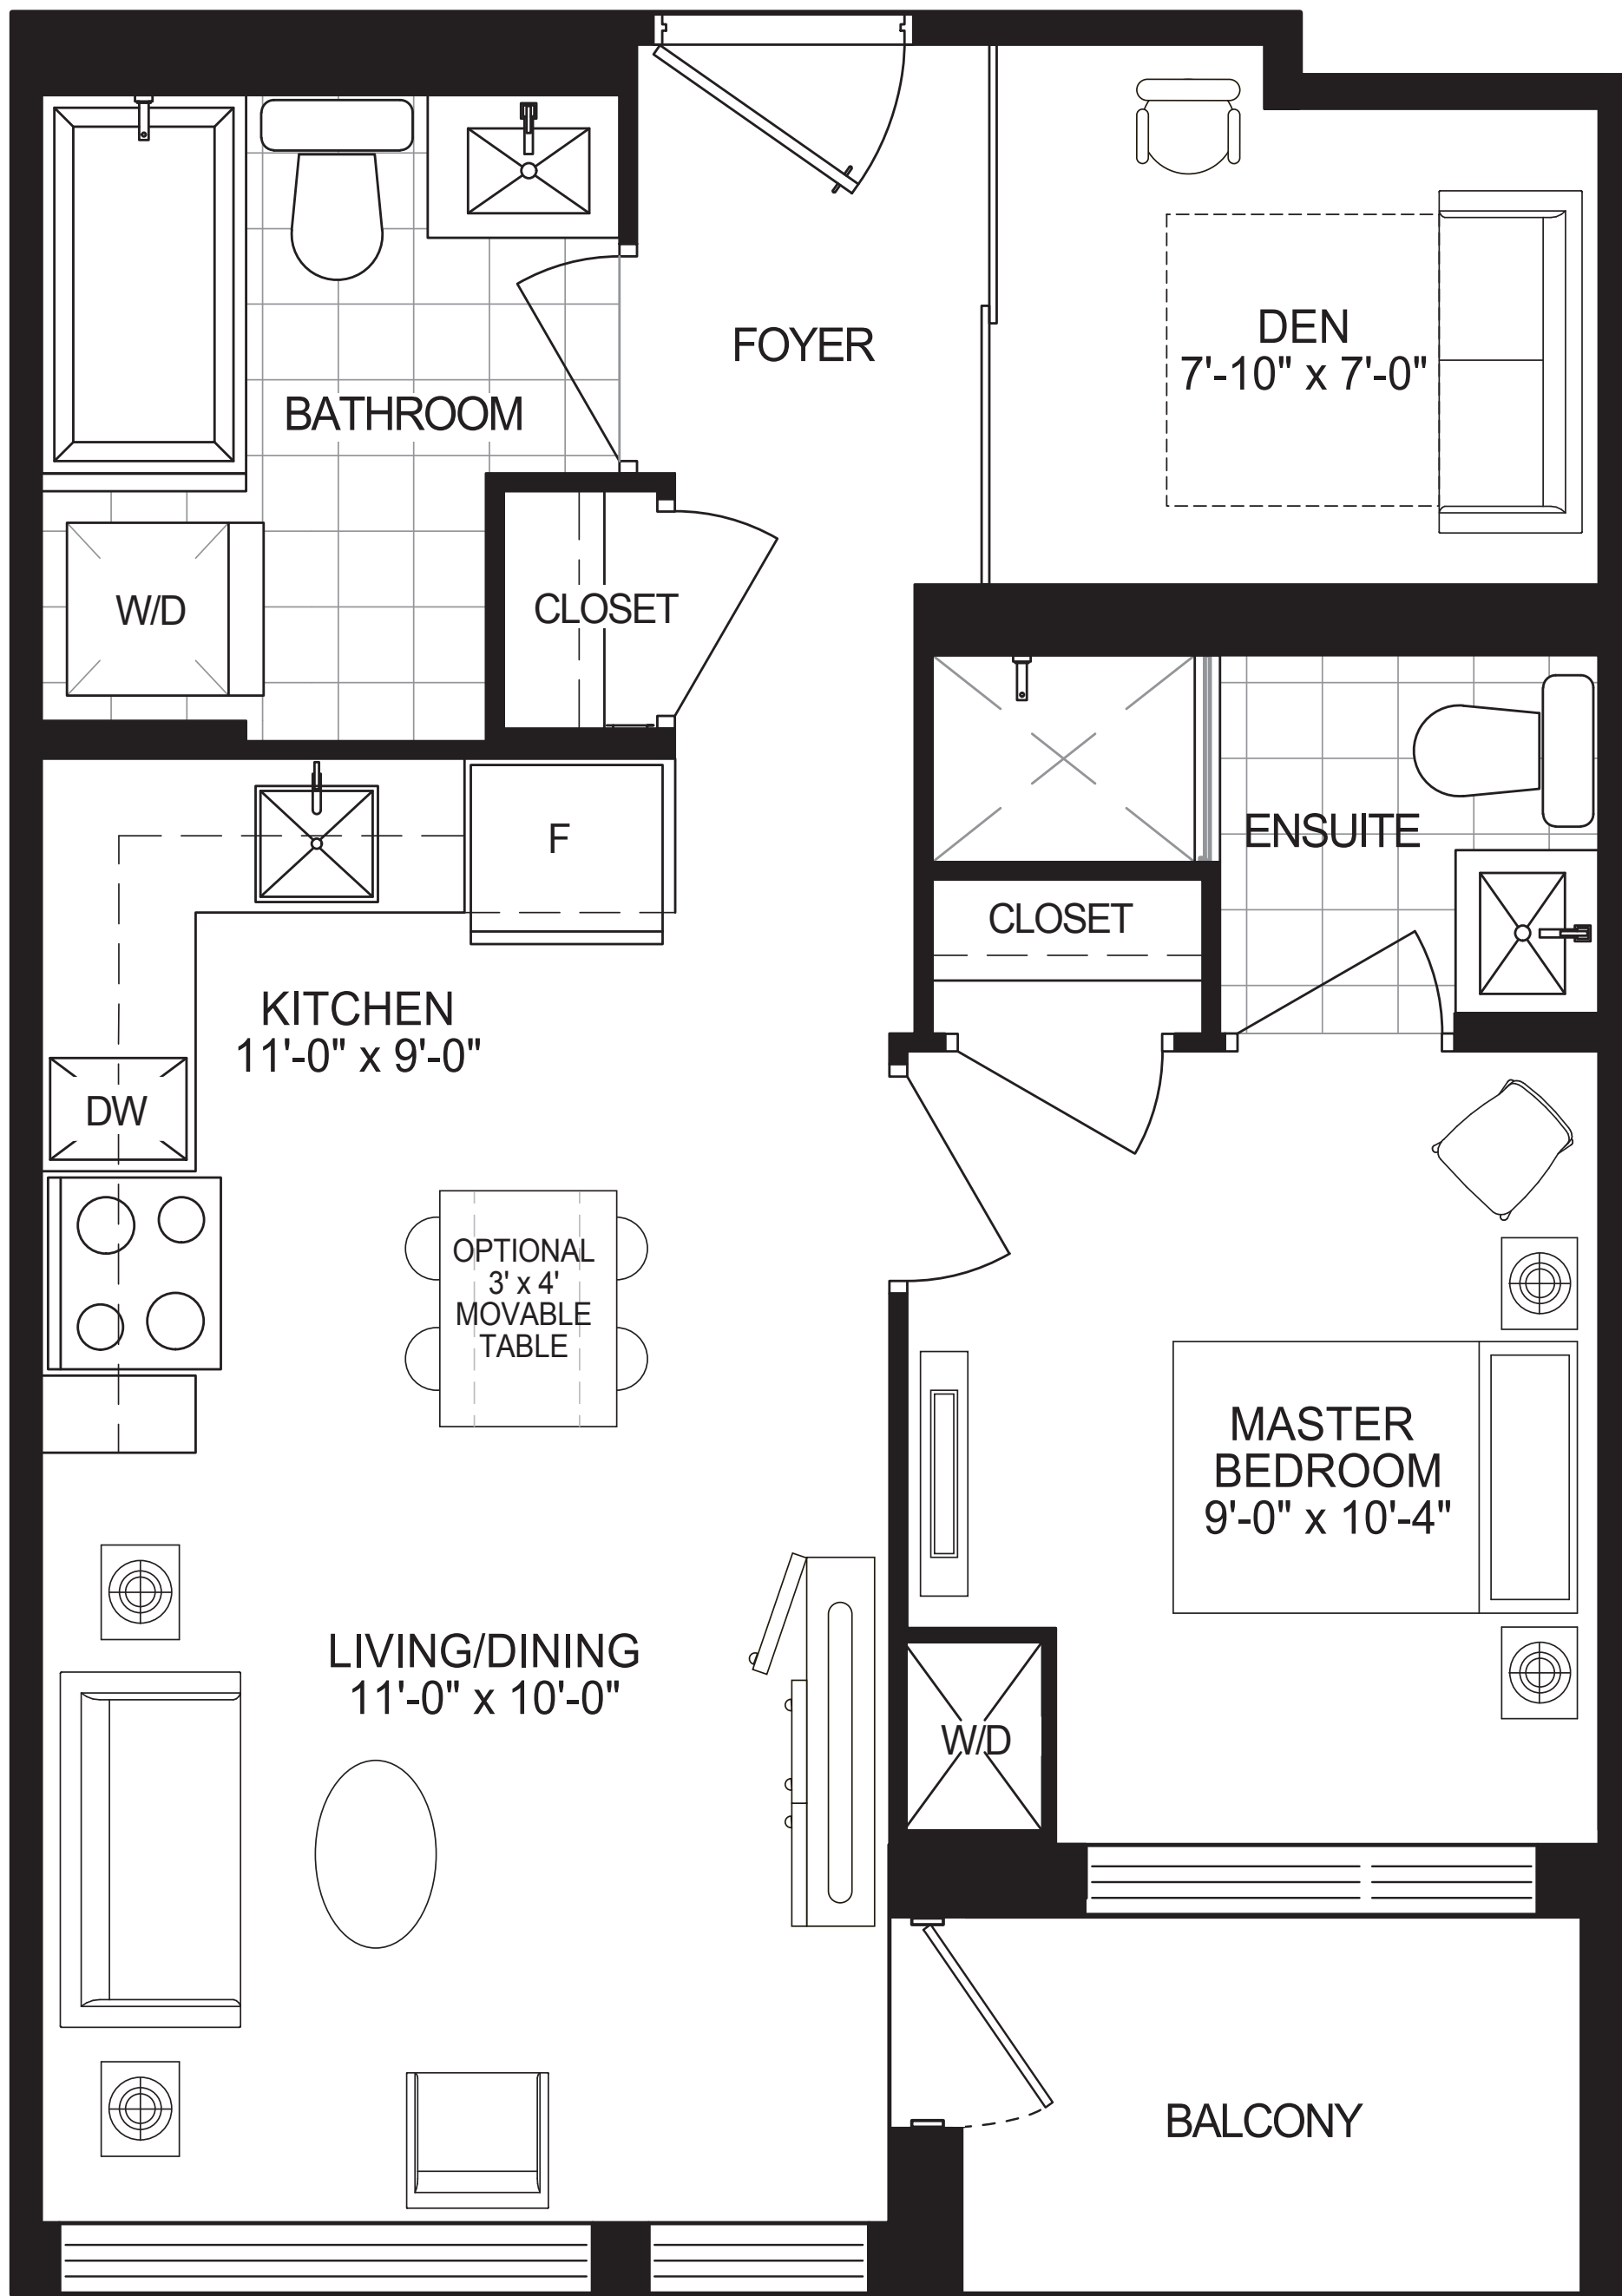 FOYER
DEN
7'-10" x 7'-0"
BATHROOM
W/D
CLOSET
F
ENSUITE
CLOSET
KITCHEN
11'-0" x 9'-0"
DW
OPTIONAL
3' x 4'
MOVABLE
TABLE
MASTER
BEDROOM
9'-0" x 10'-4"
LIVING/DINING
11'-0" x 10'-0"
W/D
BALCONY